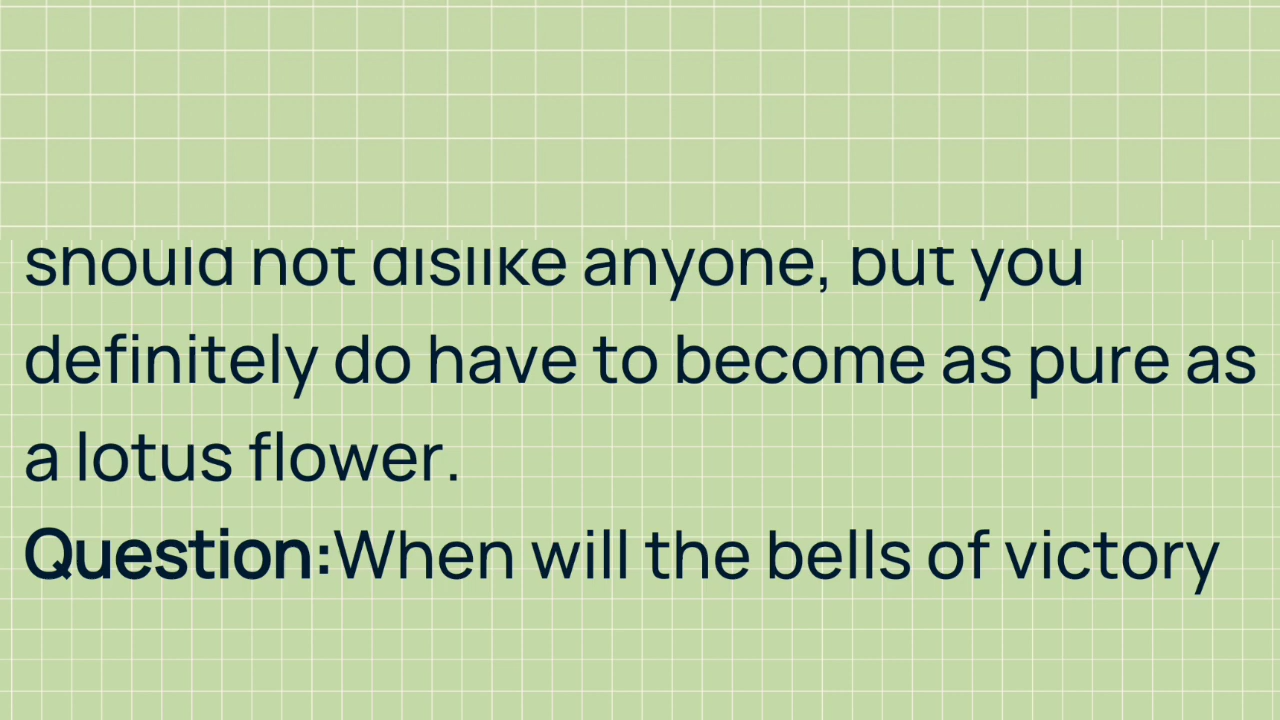 should not dislike anyone, but you
definitely do have to become as pure as
a lotus flower.
Question:When will the bells of victory